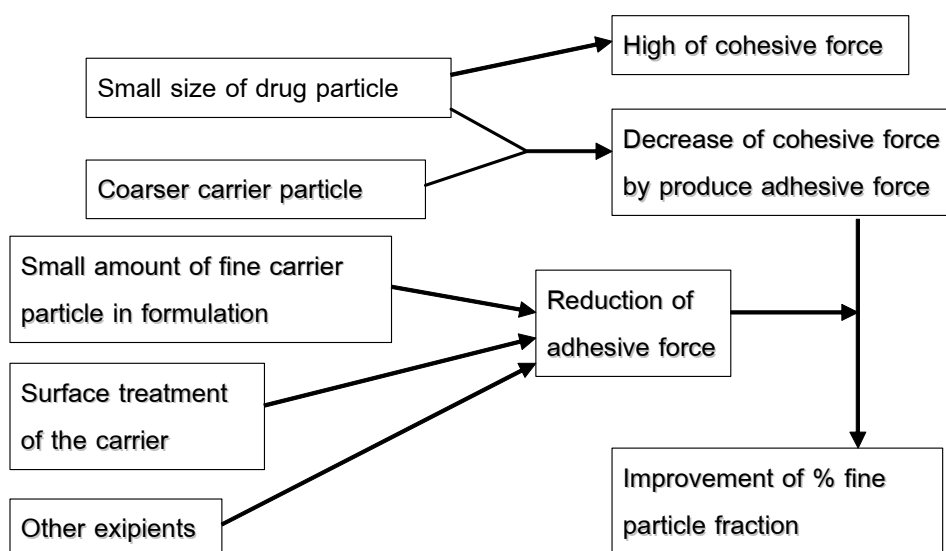 High of cohesive force
Small size of drug particle
Decrease of cohesive force
by produce adhesive force
Coarser carrier particle
Small amount of fine carrier
particle in formulation
Reduction of
adhesive force
Surface treatment
of the carrier
Improvement of % fine
particle fraction
Other exipients